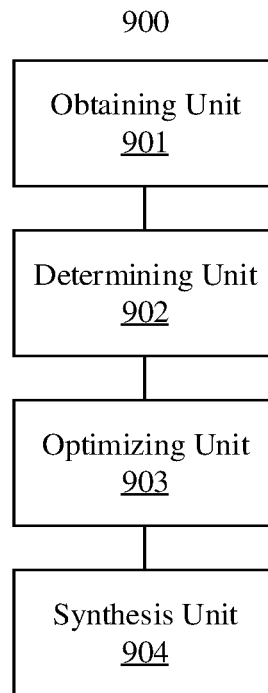 900
Obtaining Unit
901
Determining Unit
902
Optimizing Unit
903
Synthesis Unit
904